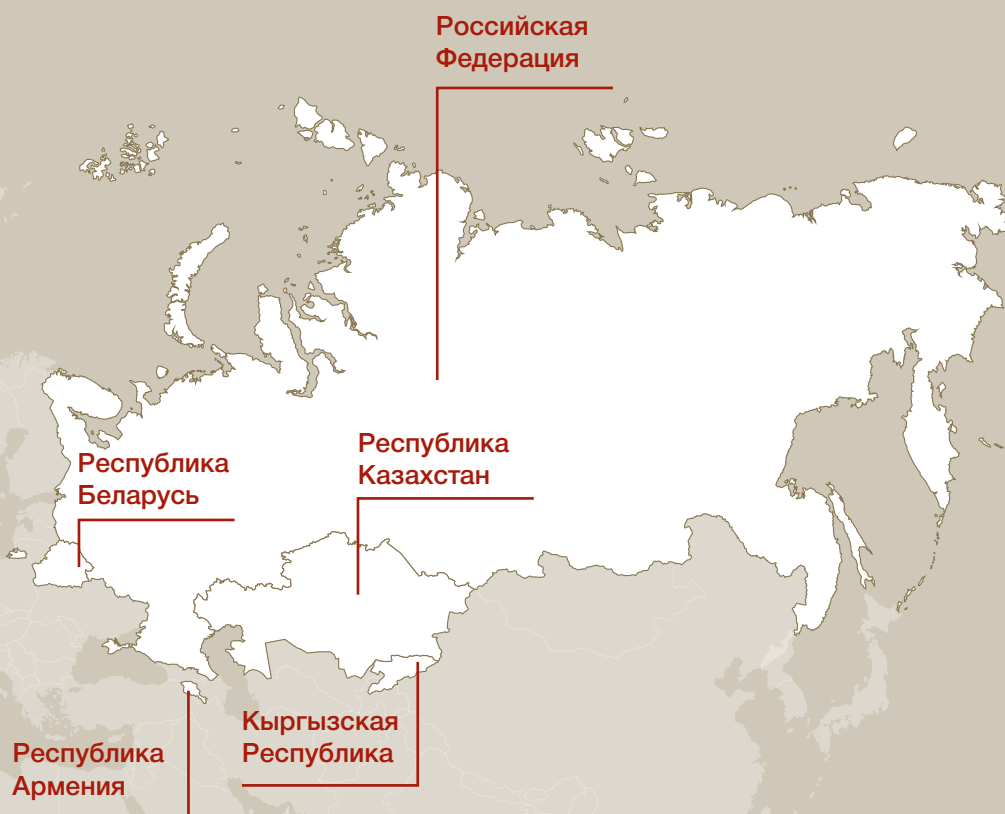 Российская
Федерация
Республика
Казахстан
Республика
Беларусь
Кыргызская
Республика
Республика
Армения